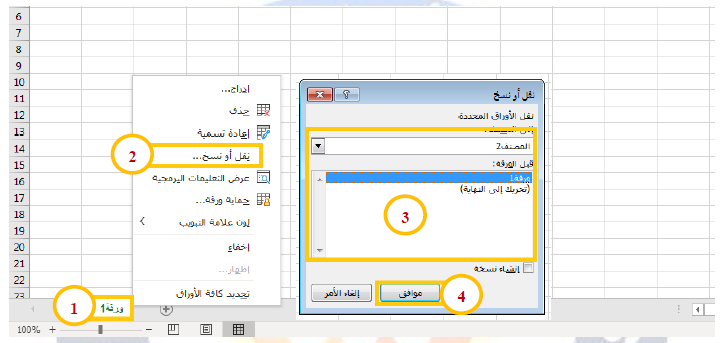 6
7
8
9
10
11
12
13
14
15
16
17
18
19
20
21
22
23
إدراج...
حذف
إعادة تسمية
نقل أو نسخ...
عرض التعليمات البرمجية
حماية ورقة...
لون علامة التبويب
إخفاء
إظهار...
تحديد كافة الأوراق
2
نقل أو نسخ
نقل الأوراق المحددة
إلى المصنف:
المصنف2
قبل الورقة:
ورقة1
(تحريك إلى النهاية)
3
إنشاء نسخة
موافق
إلغاء الأمر
4
1
ورقة1
100%